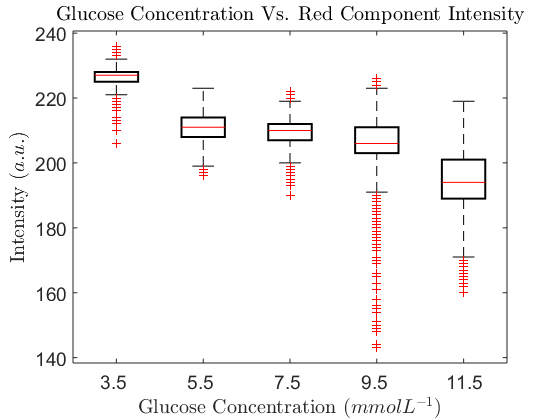 Glucose Concentration Vs. Red Component Intensity
Intensity (a.u.)
240
220
200
180
160
140
3.5 5.5 7.5 9.5 11.5
Glucose Concentration (mmolL⁻¹)